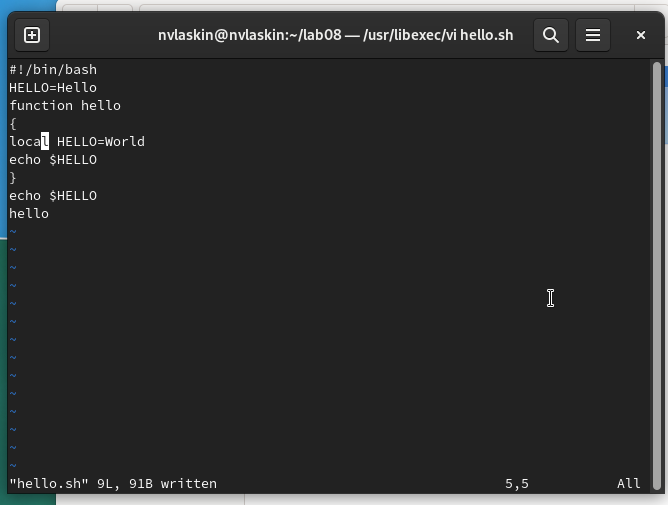 nvlaskin@nvlaskin:~/lab08 — /usr/libexec/vi hello.sh
#!/bin/bash
HELLO=Hello
function hello
{
local HELLO=World
echo $HELLO
}
echo $HELLO
hello
~
~
~
~
~
~
~
~
~
~
~
~
~
~
"hello.sh" 9L, 91B written 5,5 All